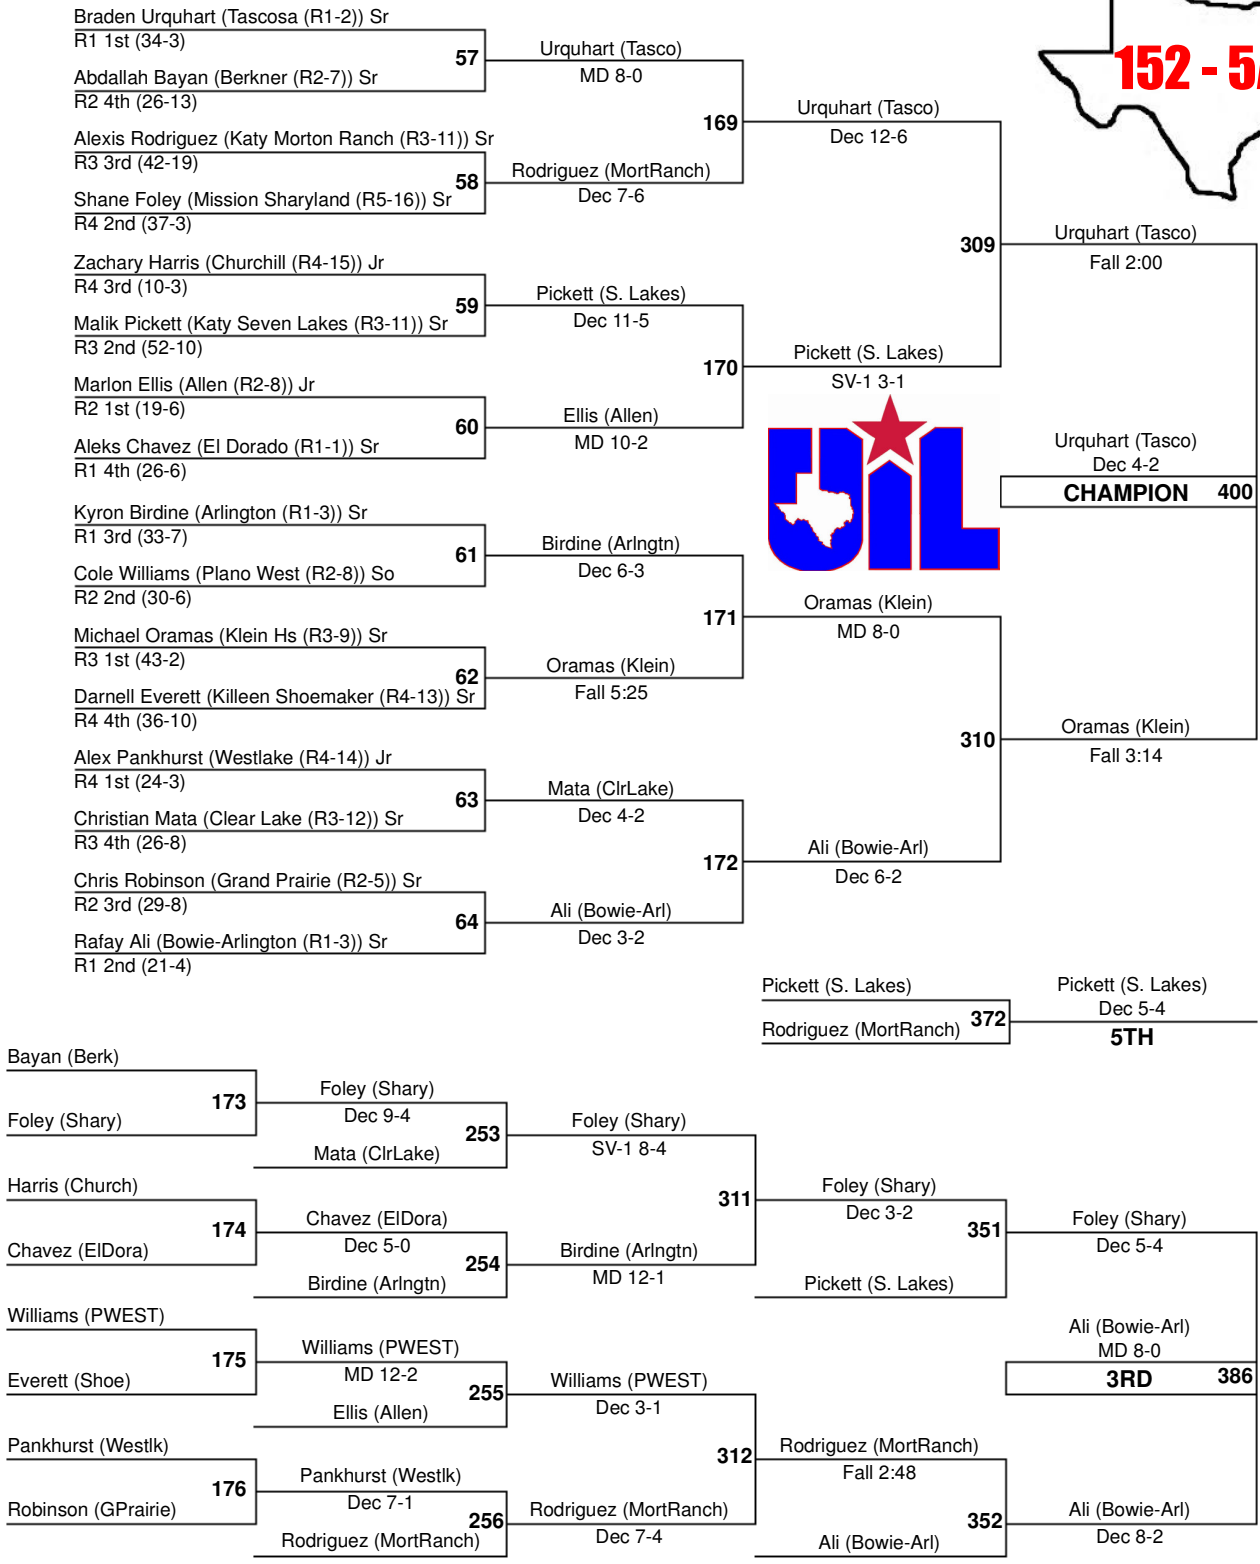 Braden Urquhart (Tascosa (R1-2)) Sr
R1 1st (34-3)
57
Abdallah Bayan (Berkner (R2-7)) Sr
R2 4th (26-13)
Urquhart (Tasco)
MD 8-0
Alexis Rodriguez (Katy Morton Ranch (R3-11)) Sr
R3 3rd (42-19)
58
Shane Foley (Mission Sharyland (R5-16)) Sr
R4 2nd (37-3)
Rodriguez (MortRanch)
Dec 7-6
169
Urquhart (Tasco)
Dec 12-6
152 - 5
Zachary Harris (Churchill (R4-15)) Jr
R4 3rd (10-3)
59
Malik Pickett (Katy Seven Lakes (R3-11)) Sr
R3 2nd (52-10)
Pickett (S. Lakes)
Dec 11-5
Marlon Ellis (Allen (R2-8)) Jr
R2 1st (19-6)
60
Aleks Chavez (El Dorado (R1-1)) Sr
R1 4th (26-6)
Ellis (Allen)
MD 10-2
170
Pickett (S. Lakes)
SV-1 3-1
309
Urquhart (Tasco)
Fall 2:00
UIL
Urquhart (Tasco)
Dec 4-2
CHAMPION 400
Kyron Birdine (Arlington (R1-3)) Sr
R1 3rd (33-7)
61
Cole Williams (Plano West (R2-8)) So
R2 2nd (30-6)
Birdine (Arlngtn)
Dec 6-3
Michael Oramas (Klein Hs (R3-9)) Sr
R3 1st (43-2)
62
Darnell Everett (Killeen Shoemaker (R4-13)) Sr
R4 4th (36-10)
Oramas (Klein)
Fall 5:25
171
Oramas (Klein)
MD 8-0
Alex Pankhurst (Westlake (R4-14)) Jr
R4 1st (24-3)
63
Christian Mata (Clear Lake (R3-12)) Sr
R3 4th (26-8)
Mata (ClrLake)
Dec 4-2
Chris Robinson (Grand Prairie (R2-5)) Sr
R2 3rd (29-8)
64
Rafay Ali (Bowie-Arlington (R1-3)) Sr
R1 2nd (21-4)
Ali (Bowie-Arl)
Dec 3-2
172
Ali (Bowie-Arl)
Dec 6-2
310
Oramas (Klein)
Fall 3:14
Pickett (S. Lakes)
372
Rodriguez (MortRanch)
Pickett (S. Lakes)
Dec 5-4
5TH
Bayan (Berk)
173
Foley (Shary)
Foley (Shary)
Dec 9-4
253
Mata (ClrLake)
Foley (Shary)
SV-1 8-4
Harris (Church)
174
Chavez (ElDora)
Chavez (ElDora)
Dec 5-0
254
Birdine (Arlngtn)
Birdine (Arlngtn)
MD 12-1
311
Foley (Shary)
Dec 3-2
351
Pickett (S. Lakes)
Foley (Shary)
Dec 5-4
Williams (PWEST)
175
Everett (Shoe)
Williams (PWEST)
MD 12-2
255
Ellis (Allen)
Williams (PWEST)
Dec 3-1
Ali (Bowie-Arl)
MD 8-0
3RD 386
Pankhurst (Westlk)
176
Robinson (GPrairie)
Pankhurst (Westlk)
Dec 7-1
256
Rodriguez (MortRanch)
Rodriguez (MortRanch)
Dec 7-4
312
Rodriguez (MortRanch)
Fall 2:48
352
Ali (Bowie-Arl)
Ali (Bowie-Arl)
Dec 8-2